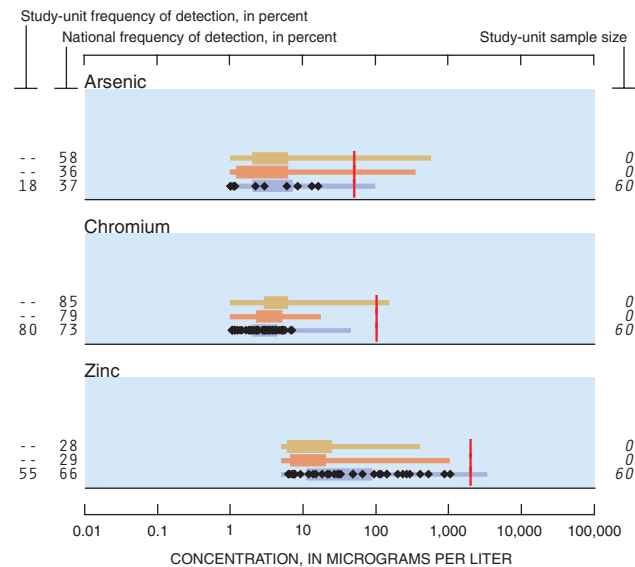 Study-unit frequency of detection, in percent
National frequency of detection, in percent
Study-unit sample size
Arsenic
-- 58 0
-- 36 0
18 37 60
Chromium
-- 85 0
-- 79 0
80 73 60
Zinc
-- 28 0
-- 29 0
55 66 60
0.01 0.1 1 10 100 1,000 10,000 100,000
CONCENTRATION, IN MICROGRAMS PER LITER